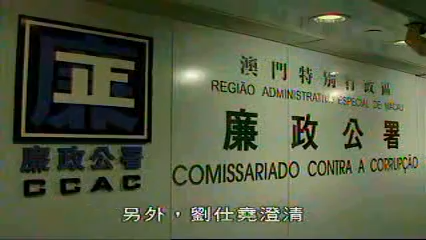 廉政公署
CCAC
澳門特別行政區
REGIÃO ADMINISTRATIVA ESPECIAL DE MACAU
廉政公署
COMISSARIADO CONTRA A CORRUPÇÃO
另外，劉仕堯澄清